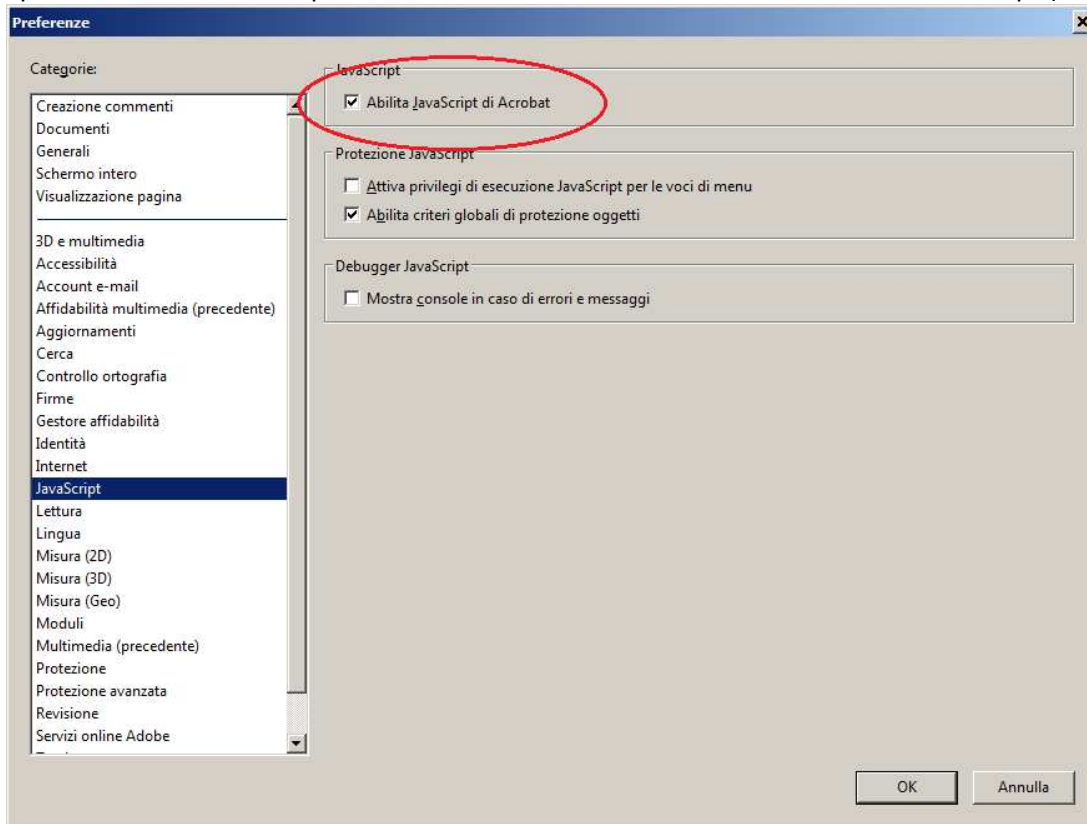 Preferenze
Categorie:
Creazione commenti
Documenti
Generali
Schermo intero
Visualizzazione pagina
3D e multimedia
Accessibilità
Account e-mail
Affidabilità multimedia (precedente)
Aggiornamenti
Cerca
Controllo ortografia
Firme
Gestore affidabilità
Identità
Internet
JavaScript
Lettura
Lingua
Misura (2D)
Misura (3D)
Misura (Geo)
Moduli
Multimedia (precedente)
Protezione
Protezione avanzata
Revisione
Servizi online Adobe
JavaScript
Abilita JavaScript di Acrobat
Protezione JavaScript
Attiva privilegi di esecuzione JavaScript per le voci di menu
Abilita criteri globali di protezione oggetti
Debugger JavaScript
Mostra console in caso di errori e messaggi
OK
Annulla